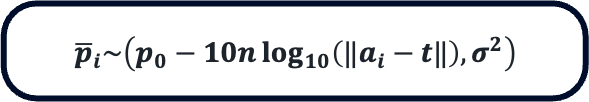 p̅ᵢ~(p₀ − 10n log₁₀(‖aᵢ − t‖), σ²)